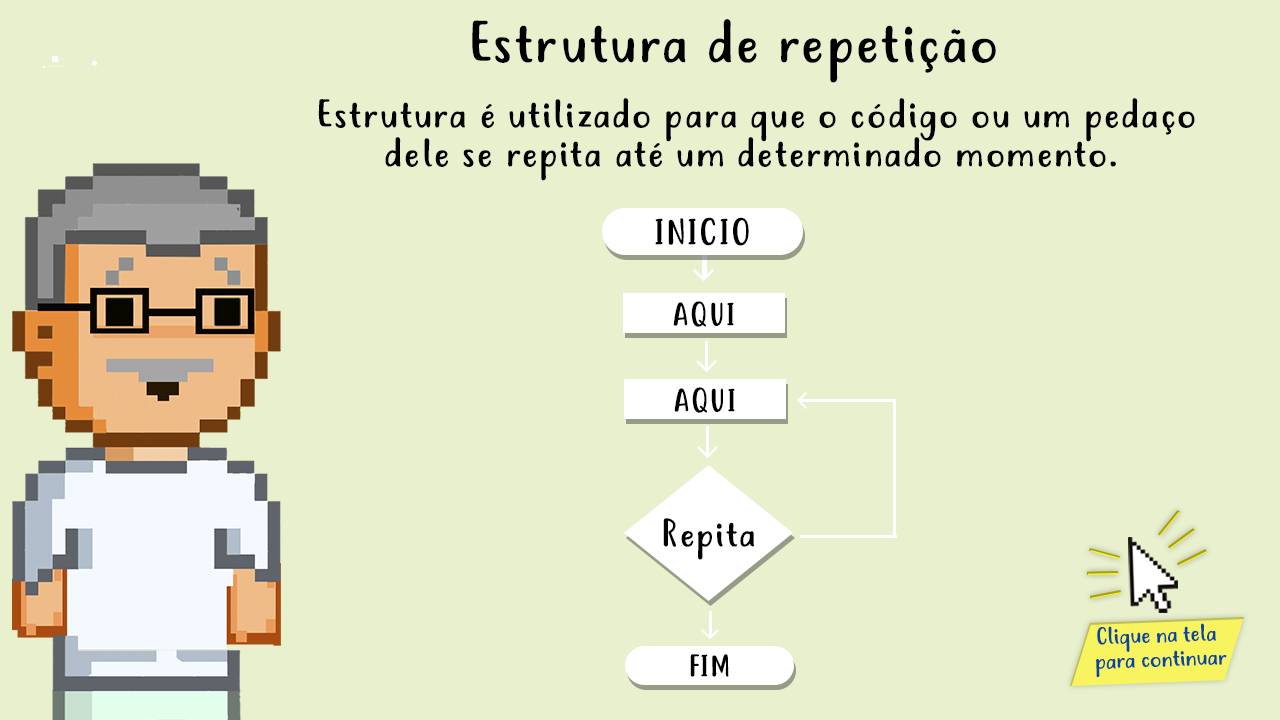 Estrutura de repetição
Estrutura é utilizado para que o código ou um pedaço
dele se repita até um determinado momento.
INICIO
AQUI
AQUI
Repita
FIM
Clique na tela
para continuar